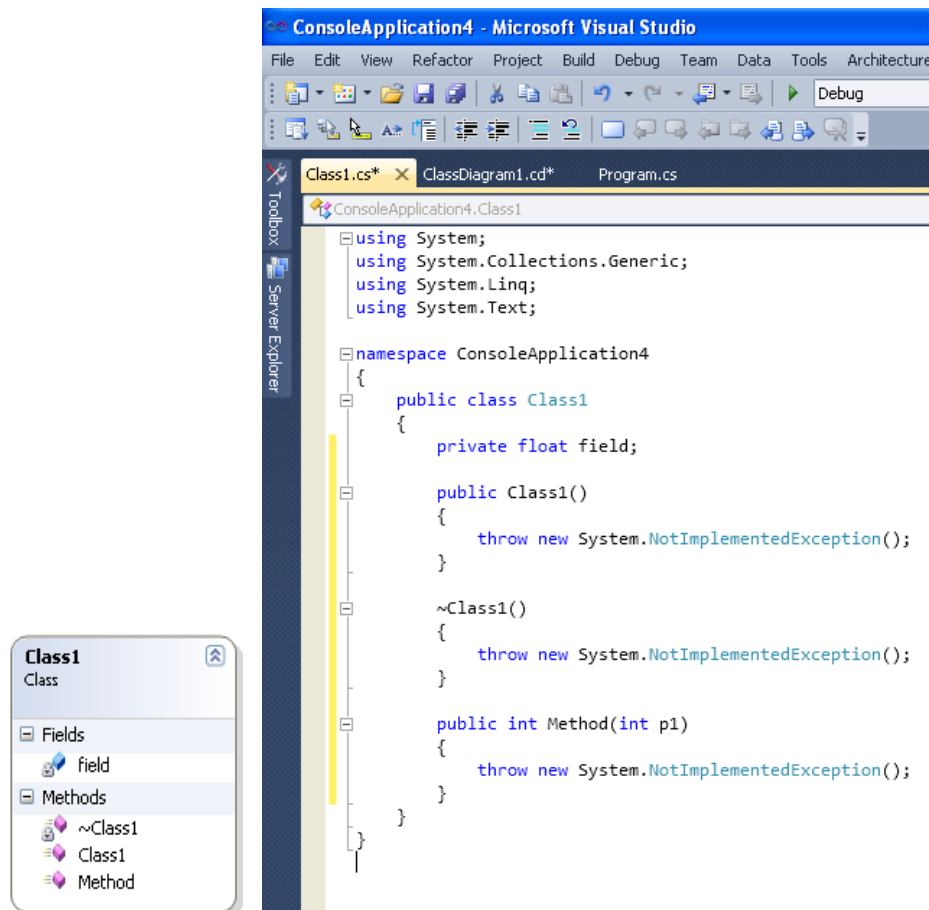 Class1
Class
Fields
field
Methods
~Class1
Class1
Method
ConsoleApplication4 - Microsoft Visual Studio
File Edit View Refactor Project Build Debug Team Data Tools Architecture
Debug
Class1.cs* ClassDiagram1.cd* Program.cs
Toolbox
Server Explorer
ConsoleApplication4.Class1
using System;
using System.Collections.Generic;
using System.Linq;
using System.Text;
namespace ConsoleApplication4
{
public class Class1
{
private float field;
public Class1()
{
throw new System.NotImplementedException();
}
~Class1()
{
throw new System.NotImplementedException();
}
public int Method(int p1)
{
throw new System.NotImplementedException();
}
}
}